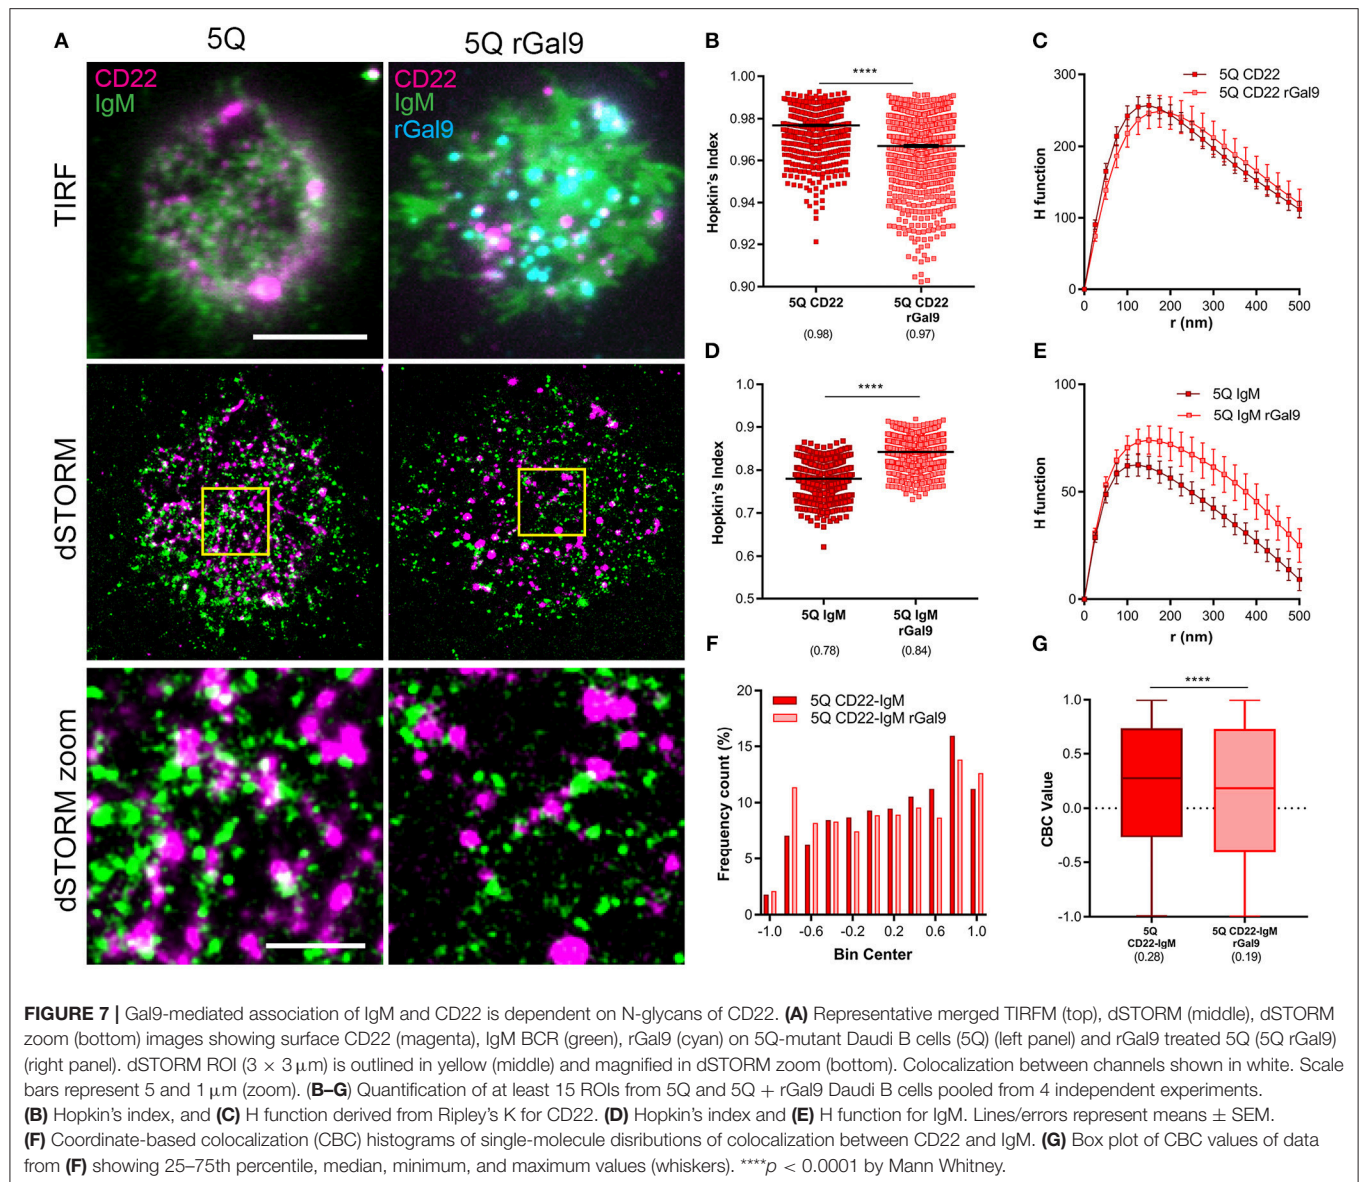 A
5Q
5Q rGal9
CD22
IgM
CD22
IgM
rGal9
TIRF
dSTORM
dSTORM zoom
B
****
Hopkin's Index
1.00
0.98
0.96
0.94
0.92
0.90
5Q CD22
5Q CD22
rGal9
(0.98)
(0.97)
C
5Q CD22
5Q CD22 rGal9
H function
300
200
100
0
0 100 200 300 400 500
r (nm)
D
****
Hopkin's Index
1.0
0.9
0.8
0.7
0.6
0.5
5Q IgM
5Q IgM
rGal9
(0.78)
(0.84)
E
5Q IgM
5Q IgM rGal9
H function
100
50
0
0 100 200 300 400 500
r (nm)
F
5Q CD22-IgM
5Q CD22-IgM rGal9
Frequency count (%)
20
15
10
5
0
-1.0 -0.6 -0.2 0.2 0.6 1.0
Bin Center
G
****
CBC Value
1.0
0.5
0.0
-0.5
-1.0
5Q
CD22-IgM
(0.28)
5Q CD22-IgM
rGal9
(0.19)
FIGURE 7 | Gal9-mediated association of IgM and CD22 is dependent on N-glycans of CD22. (A) Representative merged TIRFM (top), dSTORM (middle), dSTORM
zoom (bottom) images showing surface CD22 (magenta), IgM BCR (green), rGal9 (cyan) on 5Q-mutant Daudi B cells (5Q) (left panel) and rGal9 treated 5Q (5Q rGal9)
(right panel). dSTORM ROI (3 × 3 μm) is outlined in yellow (middle) and magnified in dSTORM zoom (bottom). Colocalization between channels shown in white. Scale
bars represent 5 and 1 μm (zoom). (B–G) Quantification of at least 15 ROIs from 5Q and 5Q + rGal9 Daudi B cells pooled from 4 independent experiments.
(B) Hopkin's index, and (C) H function derived from Ripley's K for CD22. (D) Hopkin's index and (E) H function for IgM. Lines/errors represent means ± SEM.
(F) Coordinate-based colocalization (CBC) histograms of single-molecule disributions of colocalization between CD22 and IgM. (G) Box plot of CBC values of data
from (F) showing 25–75th percentile, median, minimum, and maximum values (whiskers). ****p < 0.0001 by Mann Whitney.